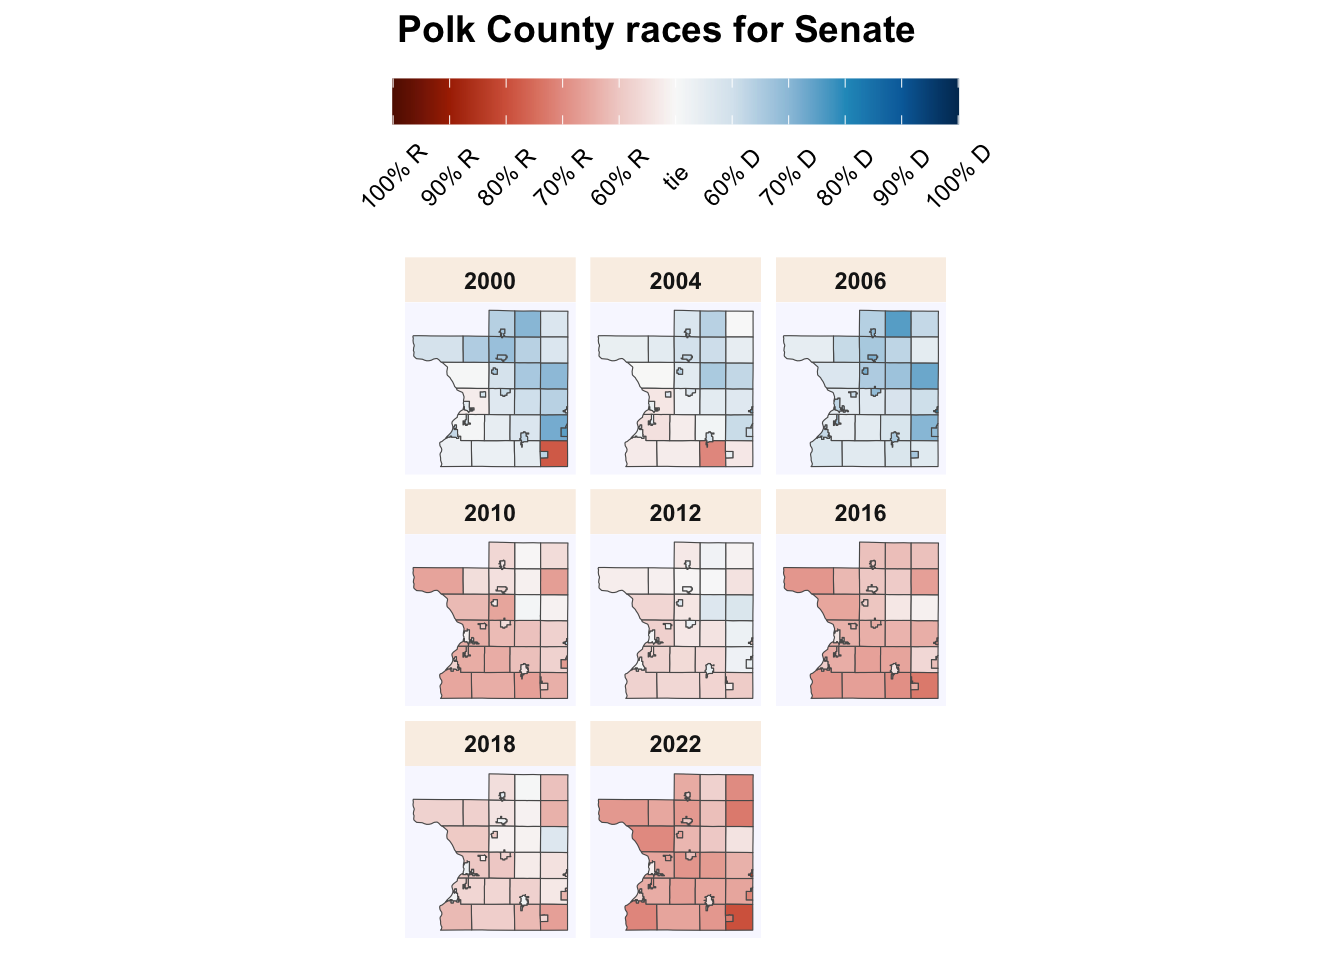 Polk County races for Senate
100% R
90% R
80% R
70% R
60% R
tie
60% D
70% D
80% D
90% D
100% D
2000
2004
2006
2010
2012
2016
2018
2022